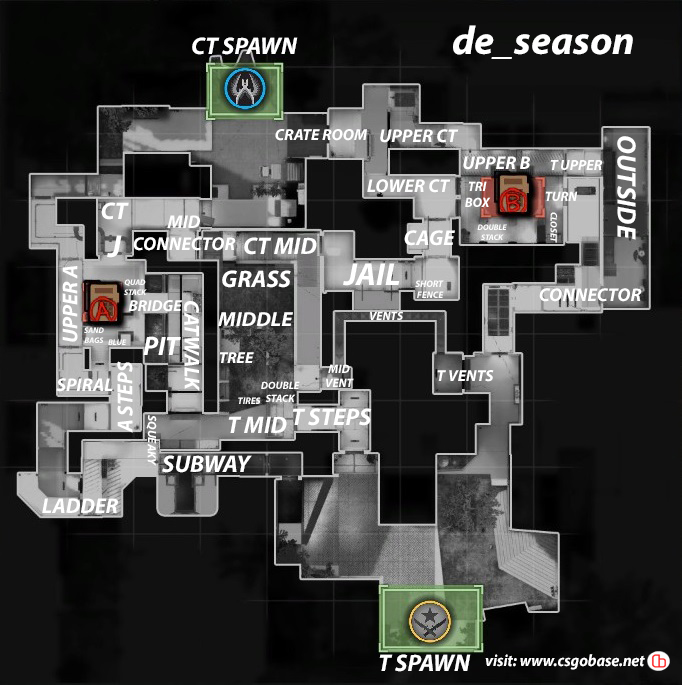 de_season
CT SPAWN
CRATE ROOM
UPPER CT
OUTSIDE
UPPER B
T UPPER
LOWER CT
TRI
BOX
B
TURN
CT
MID
CONNECTOR
J
CT MID
CAGE
DOUBLE
STACK
CLOSET
UPPER A
QUAD
STACK
GRASS
JAIL
SHORT
FENCE
CONNECTOR
A
BRIDGE
CATWALK
MIDDLE
VENTS
SAND
BAGS
BLUE
PIT
TREE
SPIRAL
A STEPS
DOUBLE
STACK
MID
VENT
T VENTS
TIRES
SQUEAKY
T MID
T STEPS
SUBWAY
LADDER
T SPAWN
visit: www.csgobase.net